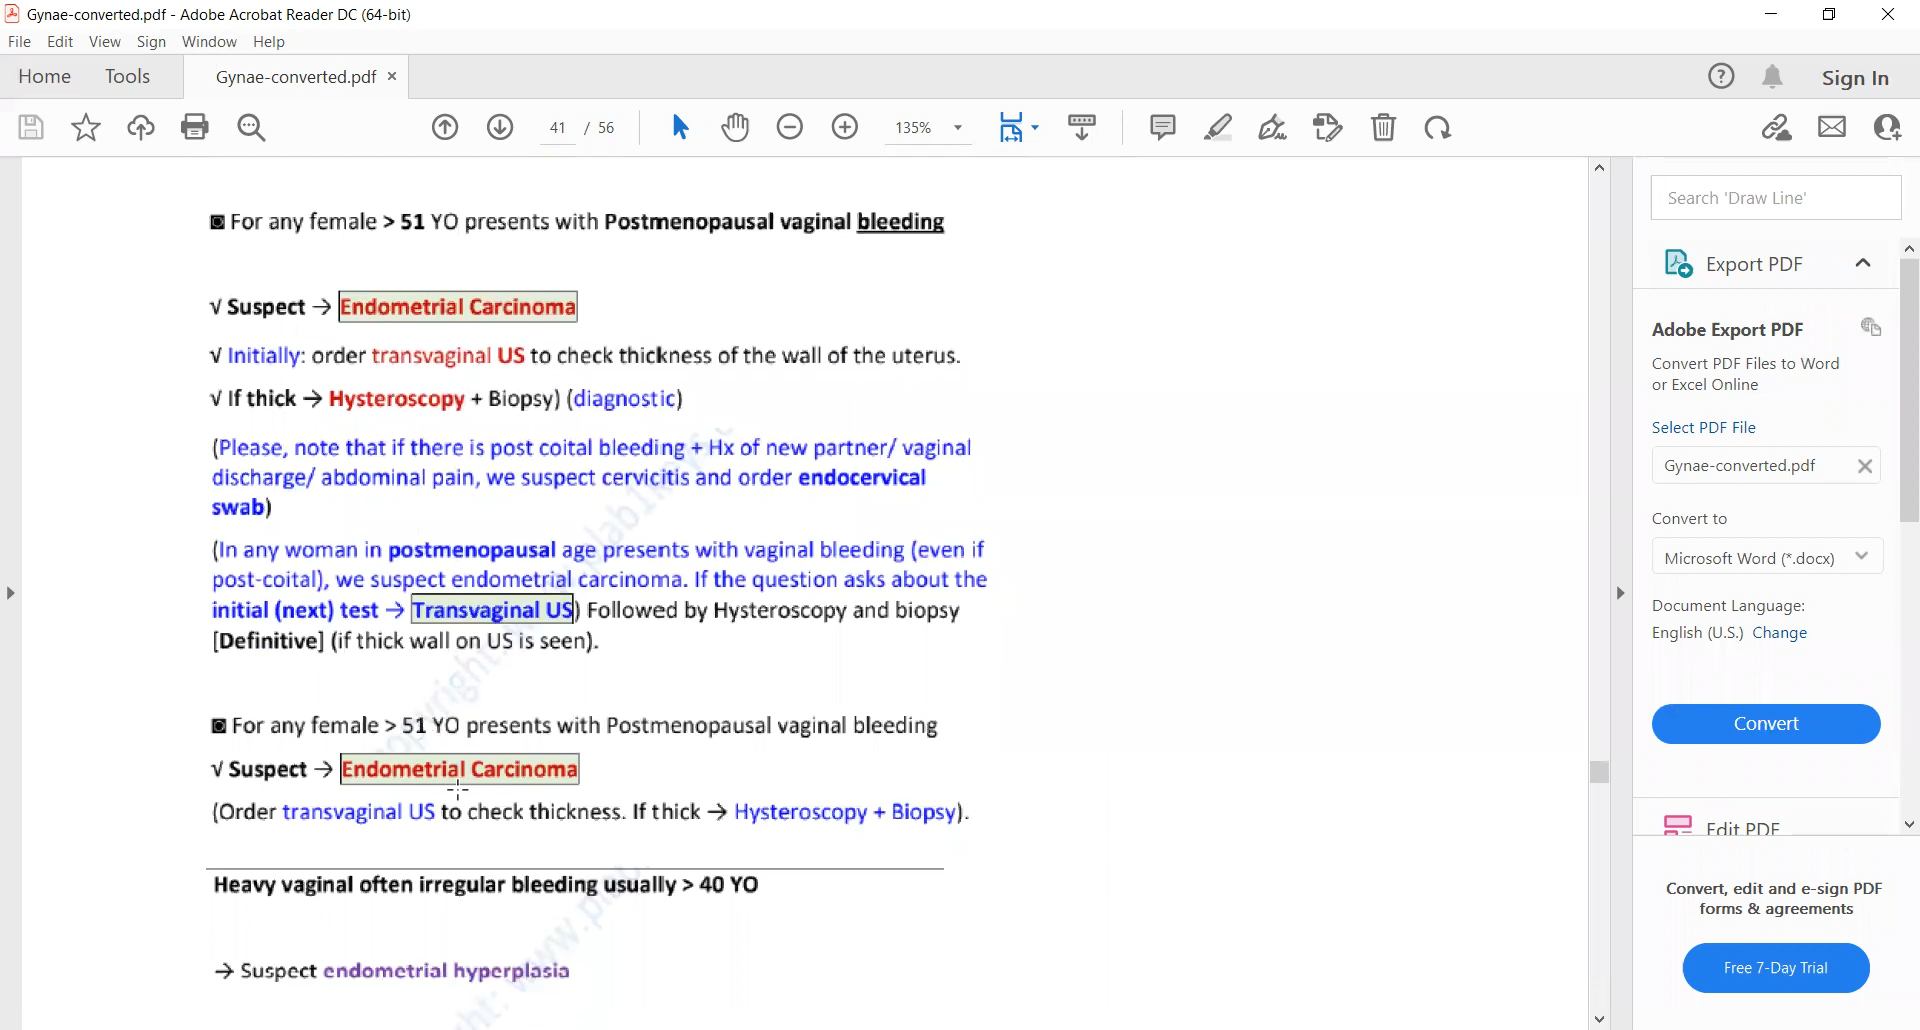 Gynae-converted.pdf - Adobe Acrobat Reader DC (64-bit)
File Edit View Sign Window Help
Home Tools Gynae-converted.pdf × Sign In
41 / 56 135%
◙ For any female > 51 YO presents with Postmenopausal vaginal bleeding
√ Suspect → Endometrial Carcinoma
√ Initially: order transvaginal US to check thickness of the wall of the uterus.
√ If thick → Hysteroscopy + Biopsy) (diagnostic)
(Please, note that if there is post coital bleeding + Hx of new partner/ vaginal
discharge/ abdominal pain, we suspect cervicitis and order endocervical
swab)
(In any woman in postmenopausal age presents with vaginal bleeding (even if
post-coital), we suspect endometrial carcinoma. If the question asks about the
initial (next) test → Transvaginal US) Followed by Hysteroscopy and biopsy
[Definitive] (if thick wall on US is seen).
◙ For any female > 51 YO presents with Postmenopausal vaginal bleeding
√ Suspect → Endometrial Carcinoma
(Order transvaginal US to check thickness. If thick → Hysteroscopy + Biopsy).
Heavy vaginal often irregular bleeding usually > 40 YO
→ Suspect endometrial hyperplasia
Search 'Draw Line'
Export PDF
Adobe Export PDF
Convert PDF Files to Word
or Excel Online
Select PDF File
Gynae-converted.pdf
Convert to
Microsoft Word (*.docx)
Document Language:
English (U.S.) Change
Convert
Edit PDF
Convert, edit and e-sign PDF
forms & agreements
Free 7-Day Trial